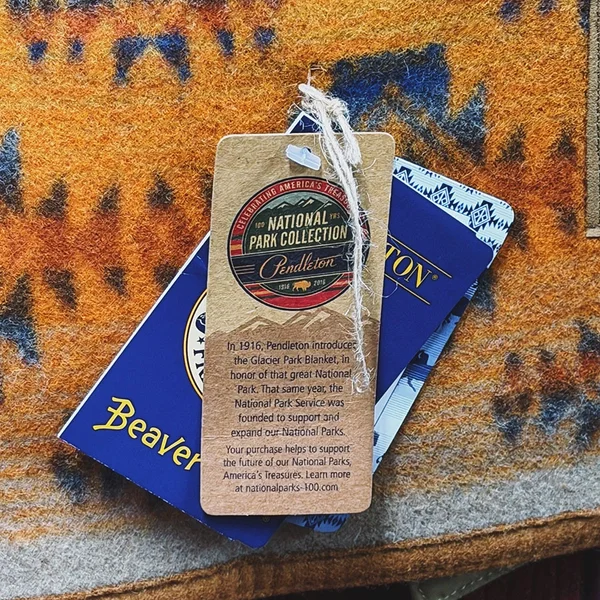 CELEBRATING AMERICA'S TREASURES
100 NATIONAL YRS
PARK COLLECTION
Pendleton
1916 2016
TON®
In 1916, Pendleton introduced
the Glacier Park Blanket, in
honor of that great National
Park. That same year, the
National Park Service was
founded to support and
expand our National Parks.
Your purchase helps to support
the future of our National Parks,
America's Treasures. Learn more
at nationalparks-100.com
Beaver